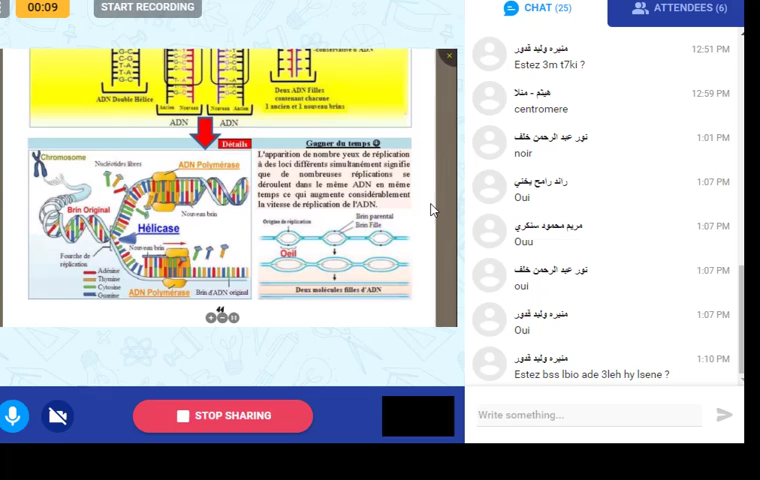 00:09
START RECORDING
CHAT (25)
ATTENDEES (6)
G-C
T-A
T-A
C-G
ADN Double Hélice
Ancien Nouveau
Nouveau Ancien
ADN
ADN
Deux ADN Filles
contenant chacune
1 ancien et 1 nouveau brins
Détails
Chromosome
Nucléotides libres
ADN Polymérase
Brin Original
Nouveau brin
Hélicase
Nouveau brin
Fourche de
réplication
Adénine
Thymine
Cytosine
Guanine
ADN Polymérase
Brin d'ADN original
Gagner du temps
L'apparition de nombre yeux de réplication
à des loci différents simultanément signifie
que de nombreuses réplications se
déroulent dans le même ADN en même
temps ce qui augmente considérablement
la vitesse de réplication de l'ADN.
Origine de réplication
Brin parental
Brin Fille
Oeil
Deux molécules filles d'ADN
44
STOP SHARING
منيره وليد قدور
12:51 PM
Estez 3m t7ki ?
هيثم - منلا
12:59 PM
centromere
نور عبد الرحمن خلف
1:01 PM
noir
رائد رامح يخني
1:07 PM
Oui
مريم محمود سنكري
1:07 PM
Ouu
نور عبد الرحمن خلف
1:07 PM
oui
منيره وليد قدور
1:07 PM
Oui
منيره وليد قدور
1:10 PM
Estez bss lbio ade 3leh hy lsene ?
Write something...